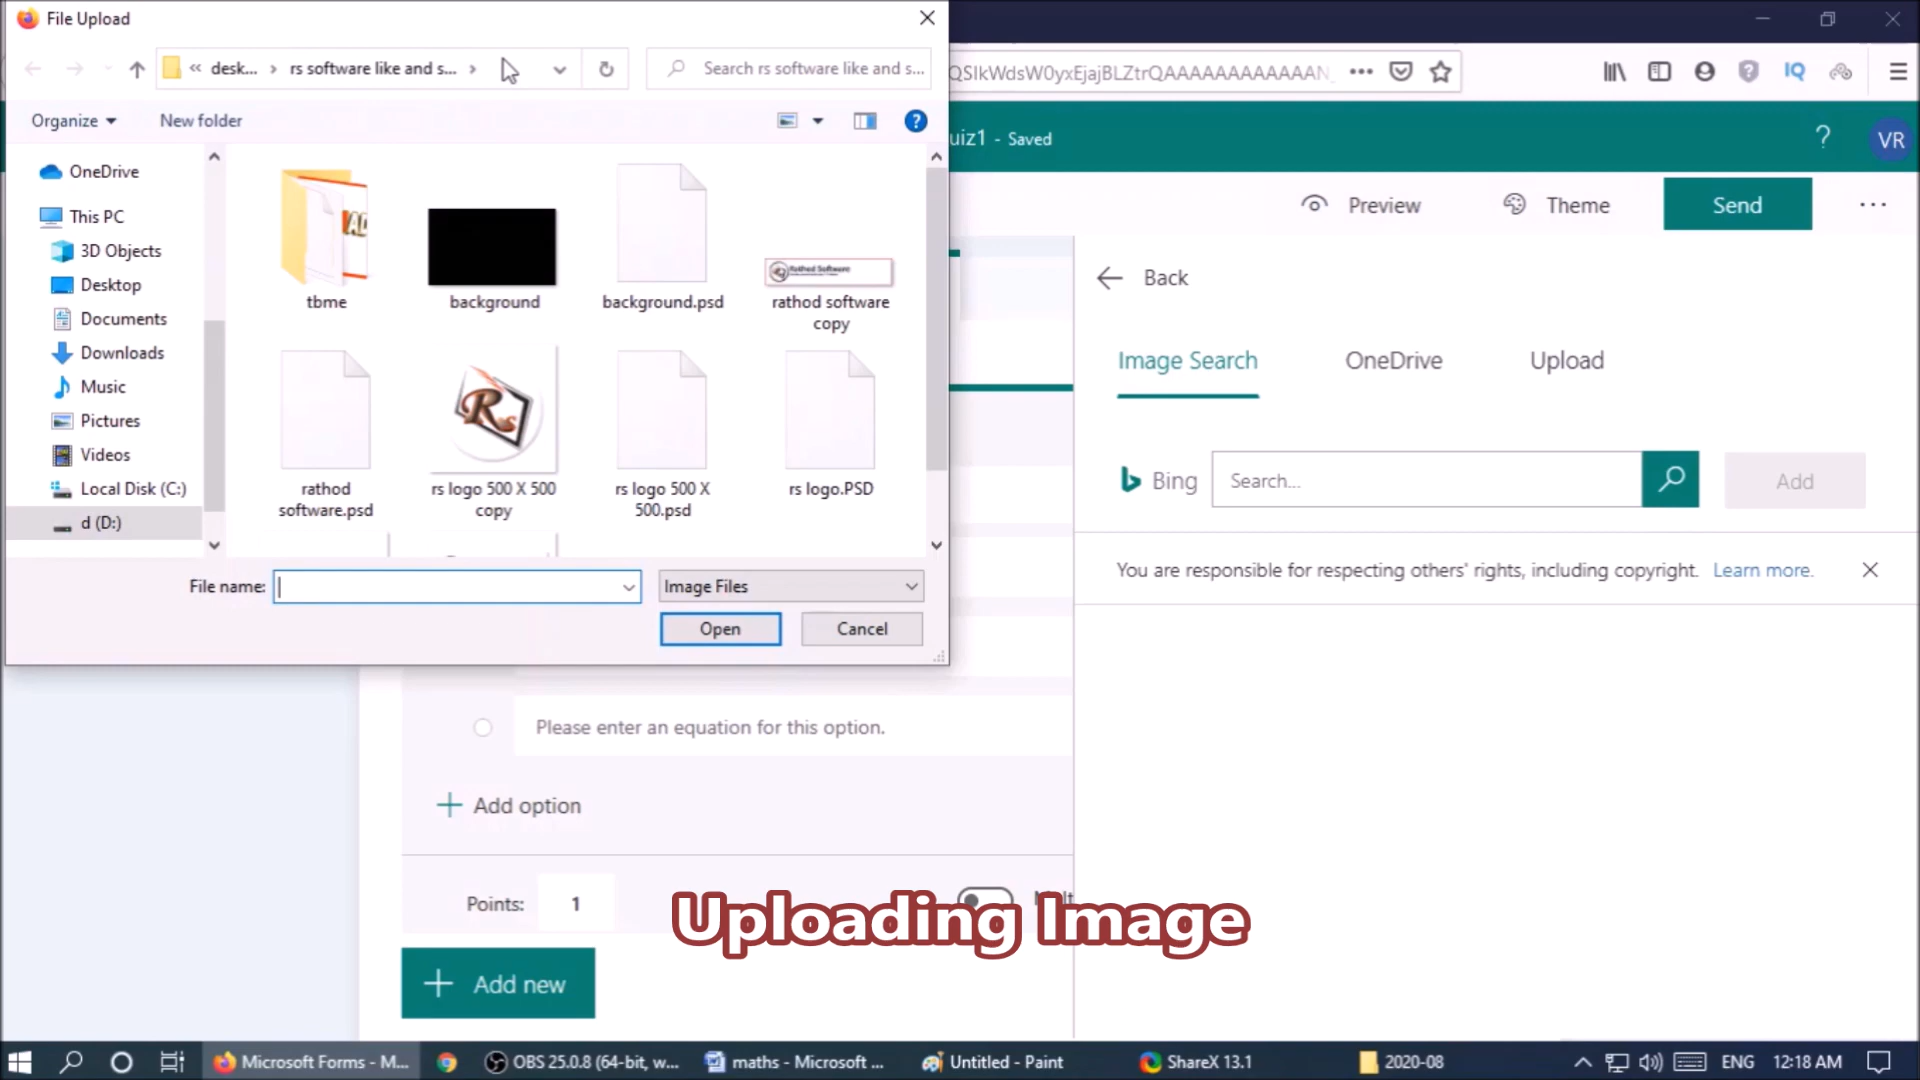 File Upload
« desk... › rs software like and s... ›
Search rs software like and s...
Organize
New folder
OneDrive
This PC
3D Objects
Desktop
Documents
Downloads
Music
Pictures
Videos
Local Disk (C:)
d (D:)
tbme
background
background.psd
rathod software
copy
Rathod Software
rathod
software.psd
rs logo 500 X 500
copy
rs logo 500 X
500.psd
rs logo.PSD
Rs
File name:
Image Files
Open
Cancel
QSIkWdsW0yxEjajBLZtrQAAAAAAAAAAAAN
IQ
uiz1 - Saved
?
VR
Preview
Theme
Send
Back
Image Search
OneDrive
Upload
Bing
Search...
Add
You are responsible for respecting others' rights, including copyright. Learn more.
Please enter an equation for this option.
Add option
Points: 1
Uploading Image
Add new
Microsoft Forms - M...
OBS 25.0.8 (64-bit, w...
maths - Microsoft ...
Untitled - Paint
ShareX 13.1
2020-08
ENG
12:18 AM